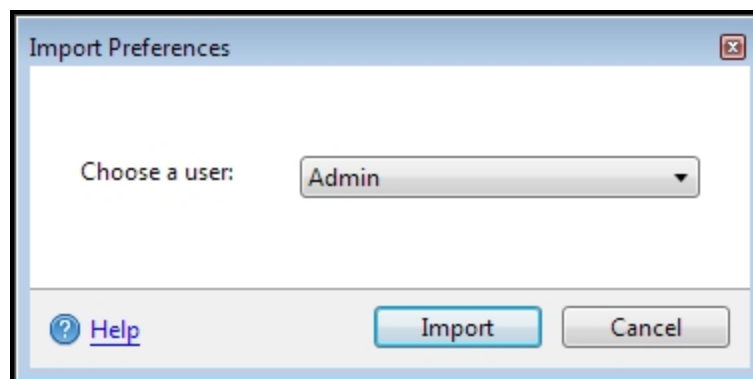 Import Preferences
Choose a user:
Admin
Help
Import
Cancel